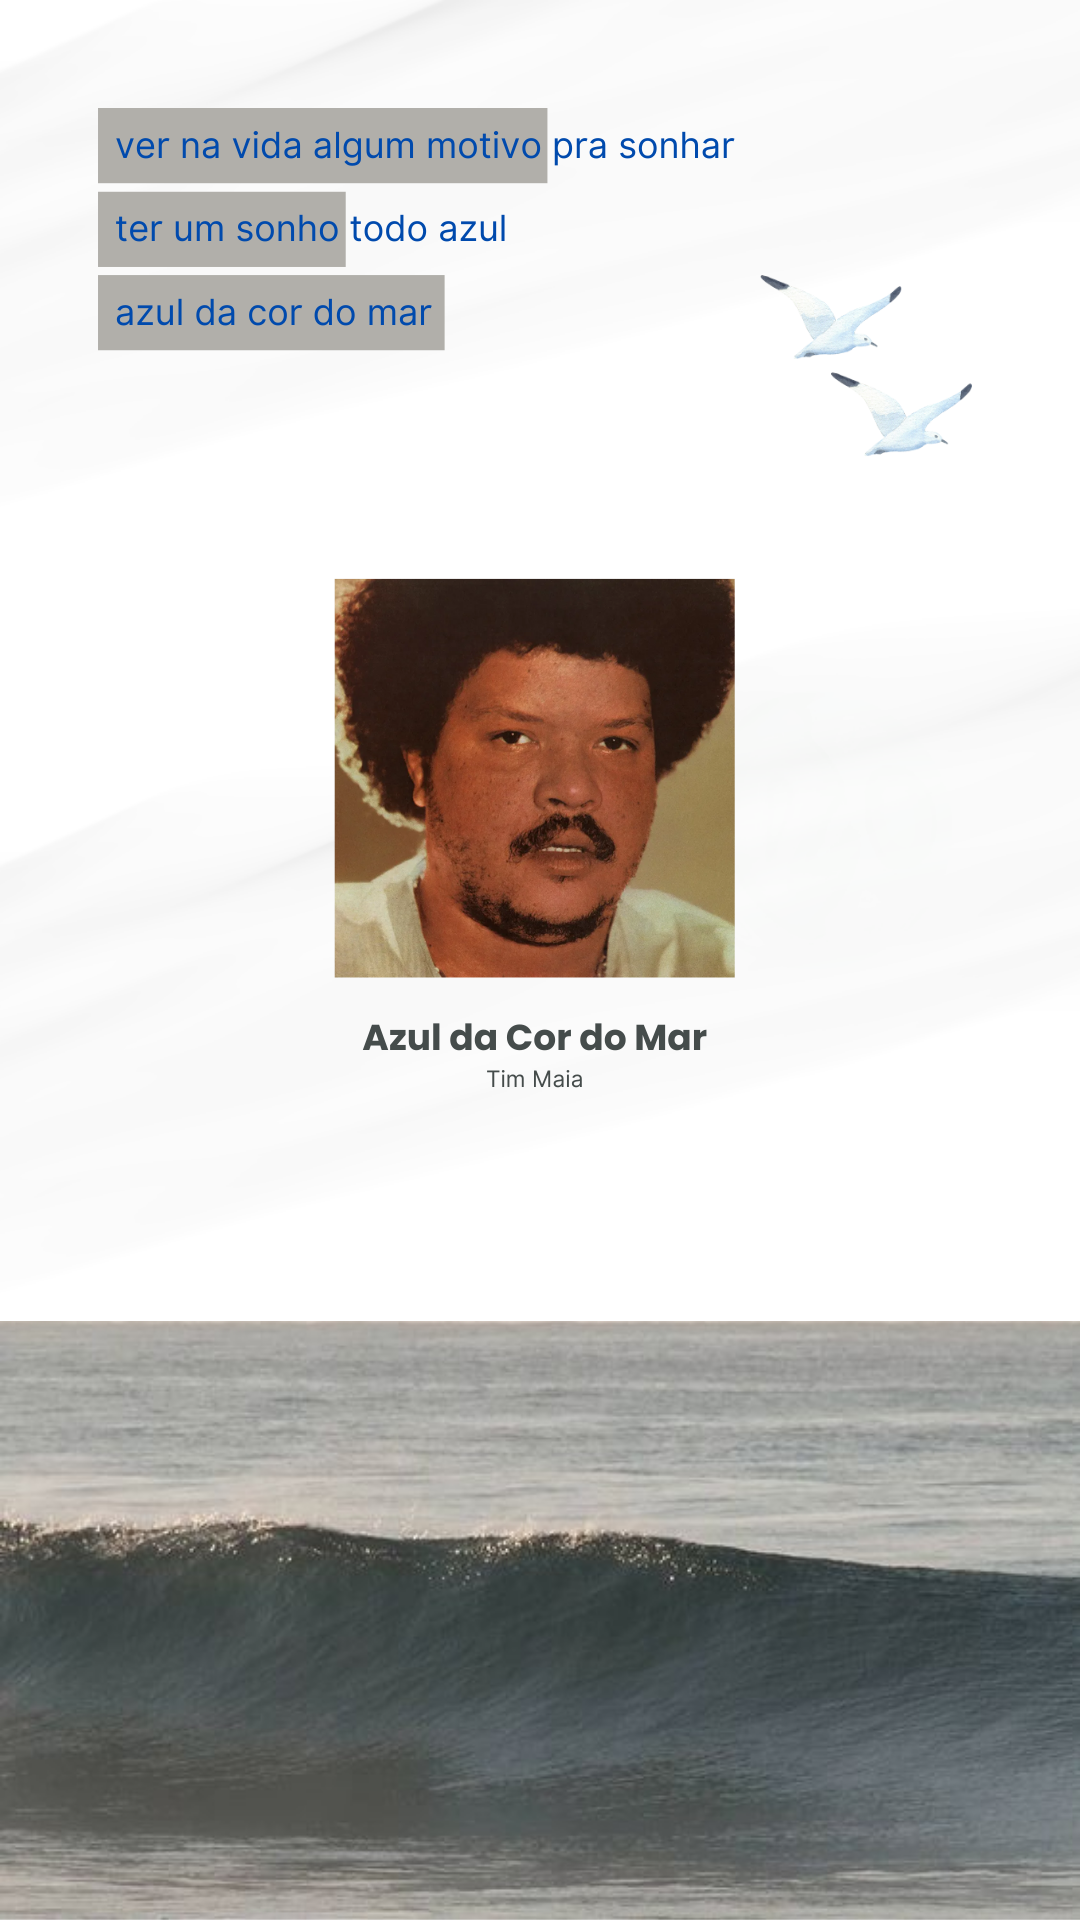 ver na vida algum motivo pra sonhar
ter um sonho todo azul
azul da cor do mar
Azul da Cor do Mar
Tim Maia